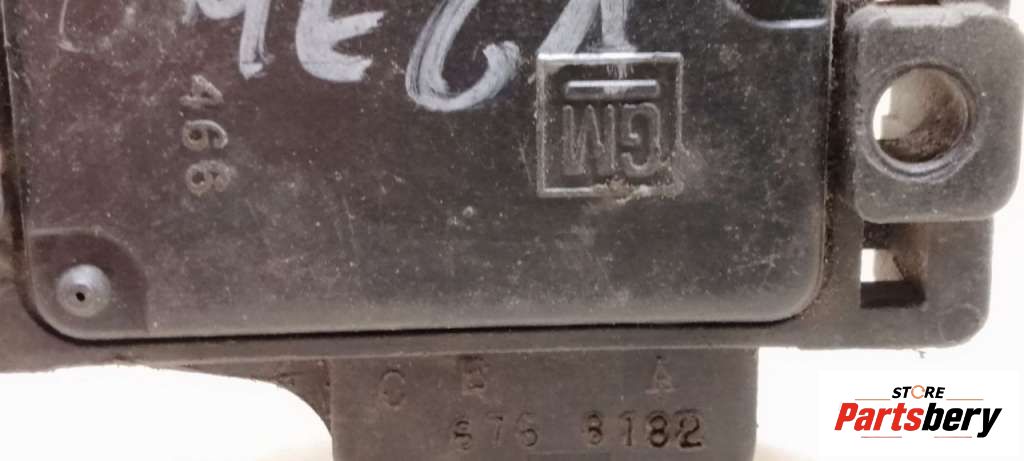 MEGA
466
GM
C B A
876 8182
STORE
Partsbery